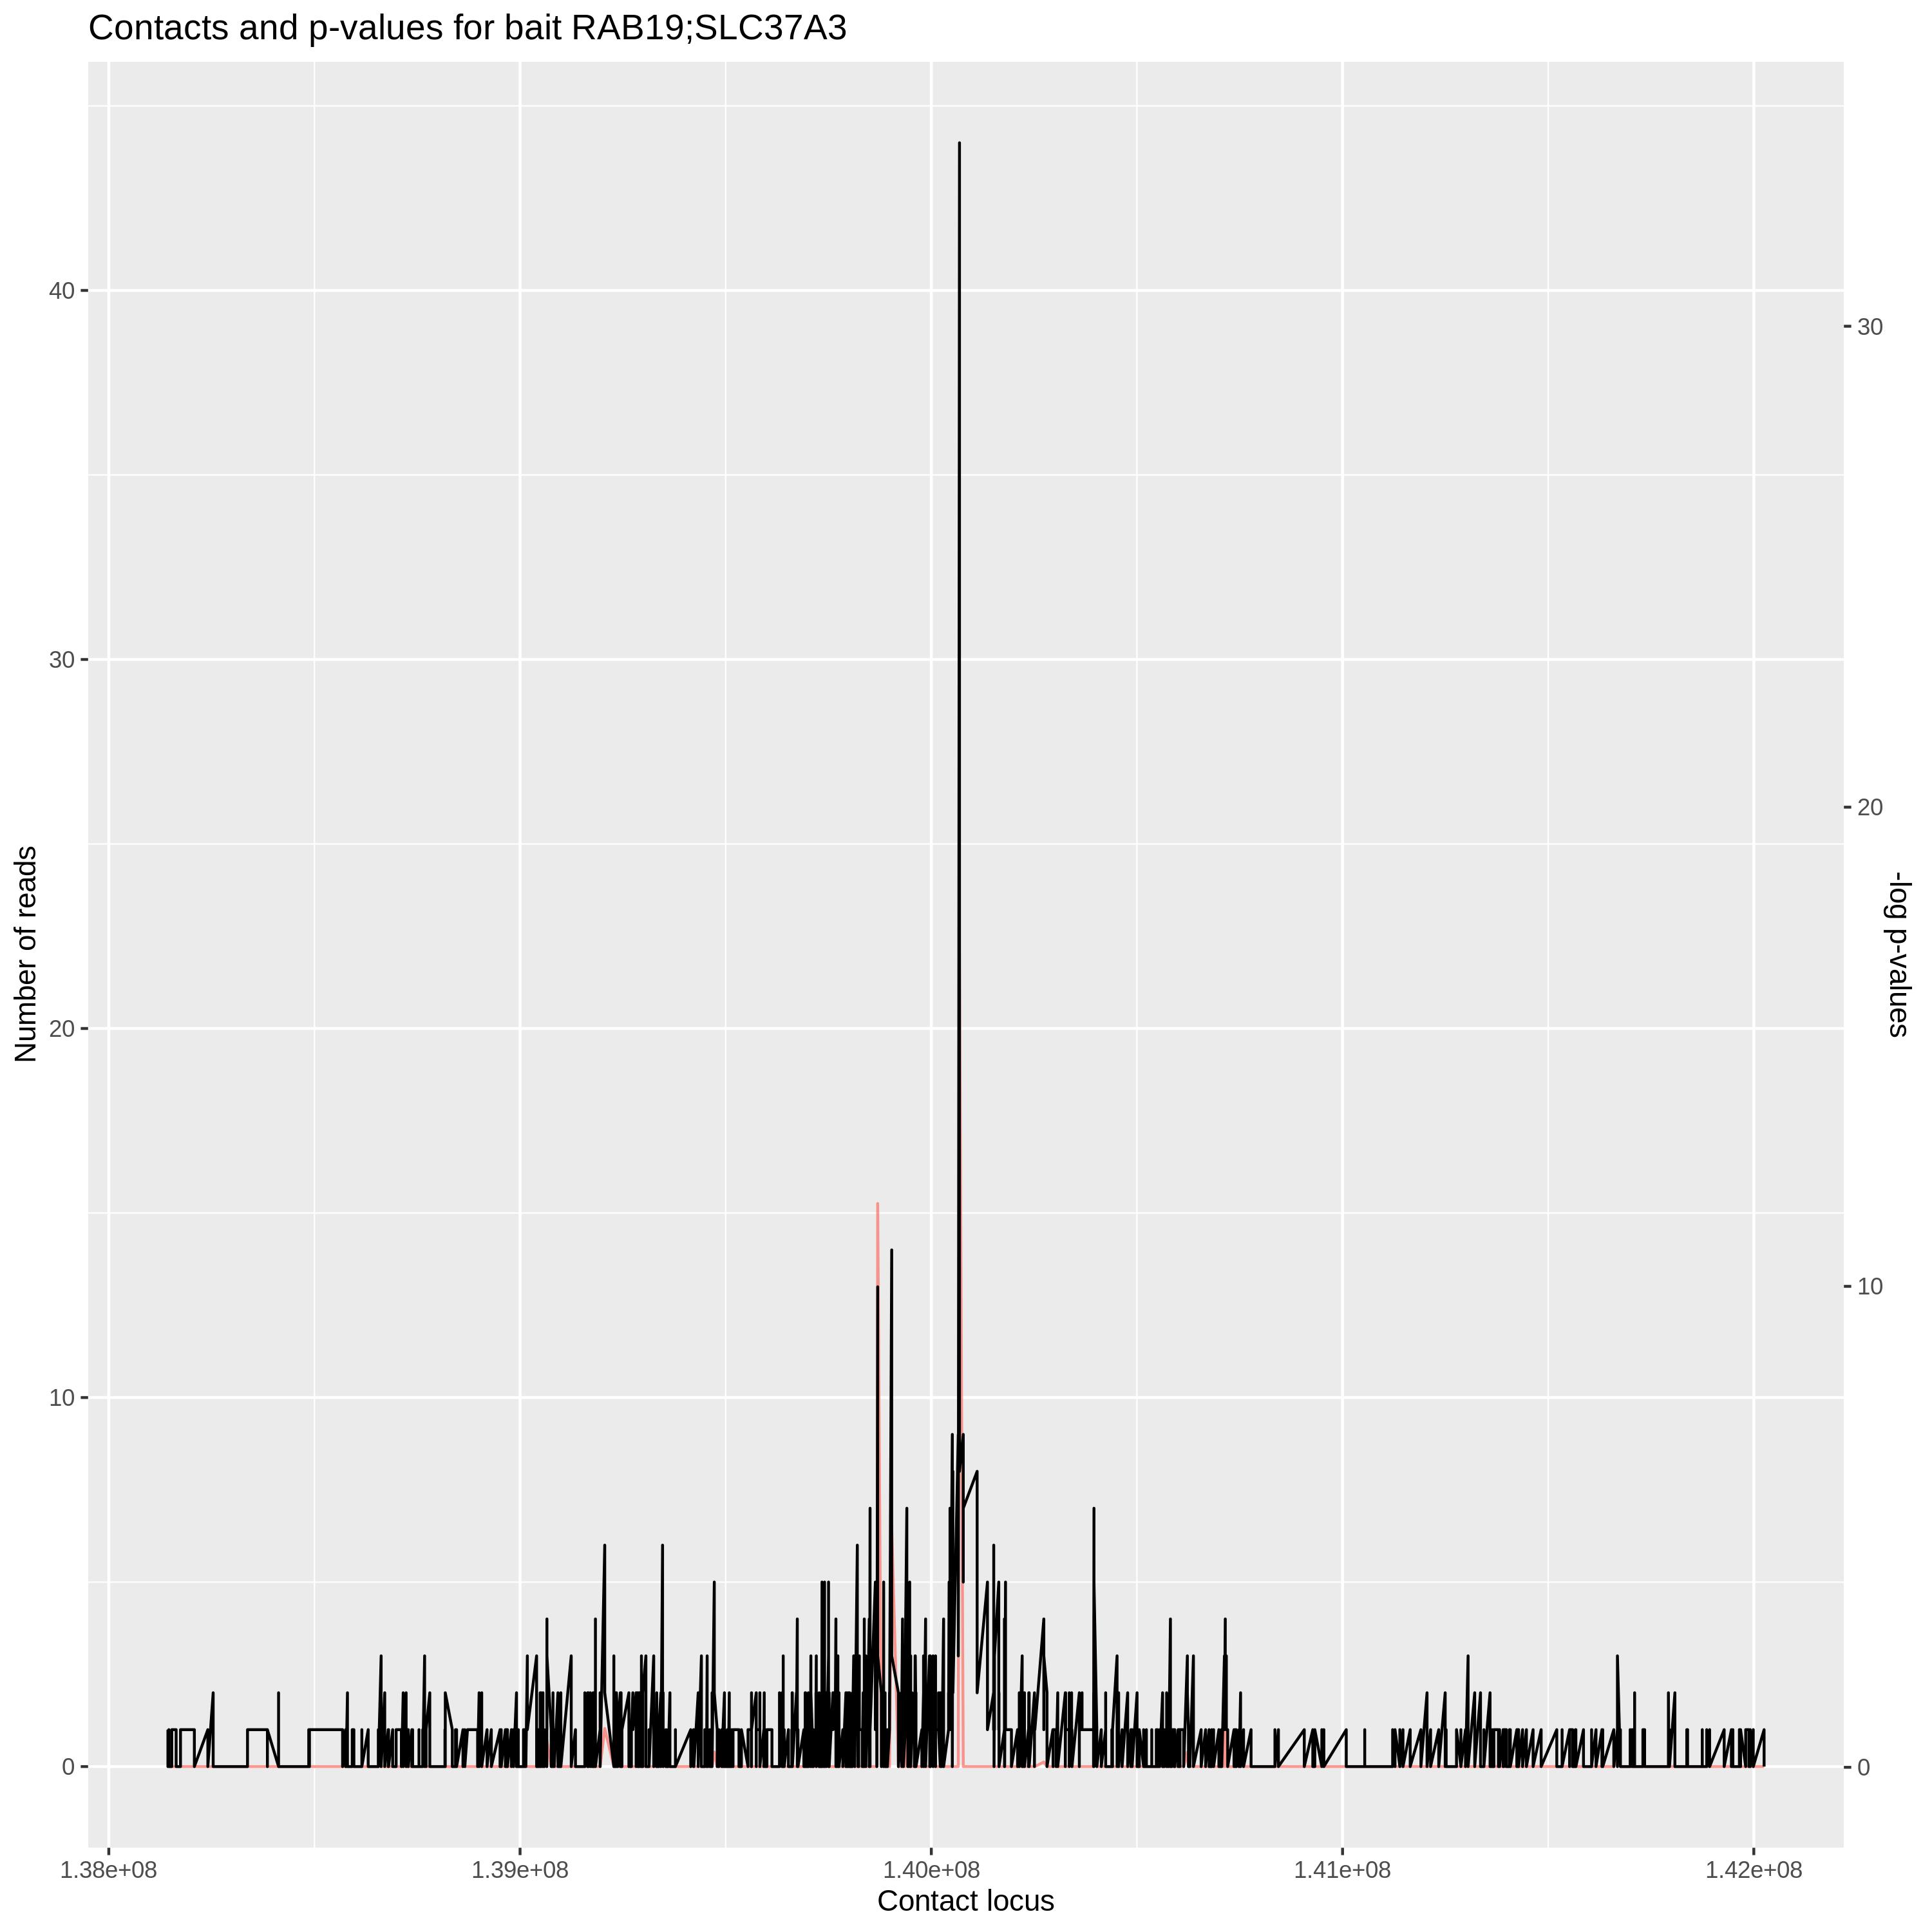 Contacts and p-values for bait RAB19;SLC37A3
40
30
20
10
0
30
20
10
0
Number of reads
-log p-values
1.38e+08 1.39e+08 1.40e+08 1.41e+08 1.42e+08
Contact locus